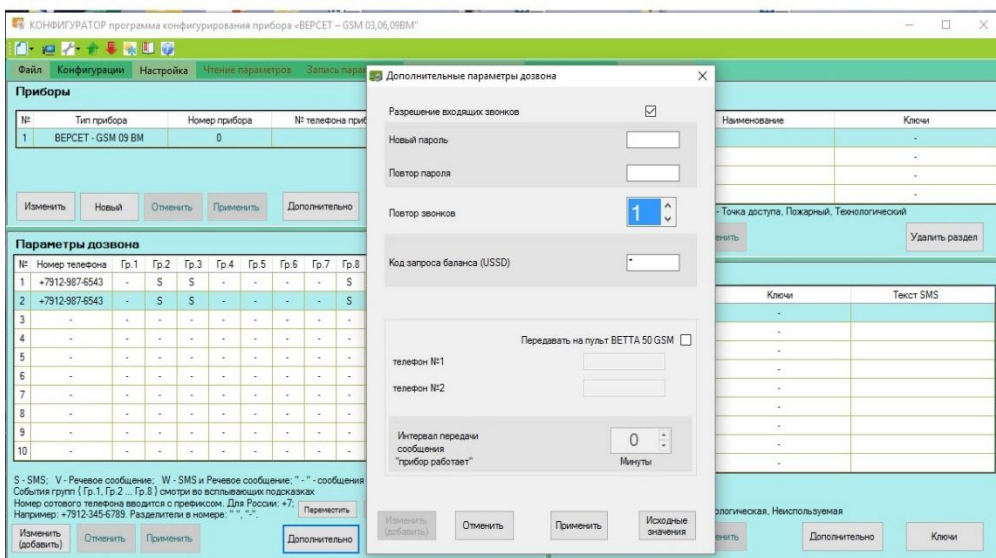 КОНФИГУРАТОР программа конфигурирования прибора «ВЕРСЕТ – GSM 03,06,09ВМ"
Файл Конфигурации Настройка Чтение параметров Запись пара
Приборы
№ Тип прибора Номер прибора № телефона приб
1 ВЕРСЕТ - GSM 09 ВМ 0
Изменить Новый Отменить Применить Дополнительно
Параметры дозвона
№ Номер телефона Гр.1 Гр.2 Гр.3 Гр.4 Гр.5 Гр.6 Гр.7 Гр.8
1 +7912-987-6543 - S S - - - - S
2 +7912-987-6543 - S S - - - - S
3 - - - - - - - - -
4 - - - - - - - - -
5 - - - - - - - - -
6 - - - - - - - - -
7 - - - - - - - - -
8 - - - - - - - - -
9 - - - - - - - - -
10 - - - - - - - - -
S - SMS; V - Речевое сообщение; W - SMS и Речевое сообщение; " - " - сообщения
События групп { Гр.1, Гр.2 ... Гр.8 } смотри во всплывающих подсказках
Номер сотового телефона вводится с префиксом. Для России: +7;
Например: +7912-345-6789. Разделители в номере: " ", "-".
Переместить
Изменить (добавить) Отменить Применить Дополнительно
Дополнительные параметры дозвона
Разрешение входящих звонков
Новый пароль
Повтор пароля
Повтор звонков 1
Код запроса баланса (USSD) *
Передавать на пульт BETTA 50 GSM
телефон №1
телефон №2
Интервал передачи
сообщения
"прибор работает"
0
Минуты
Изменить (добавить) Отменить Применить Исходные значения
Наименование Ключи
-
-
-
-
- Точка доступа, Пожарный, Технологический
енить Удалить раздел
Ключи Текст SMS
-
-
-
-
-
-
-
-
ологическая, Неиспользуемая
енить Дополнительно Ключи